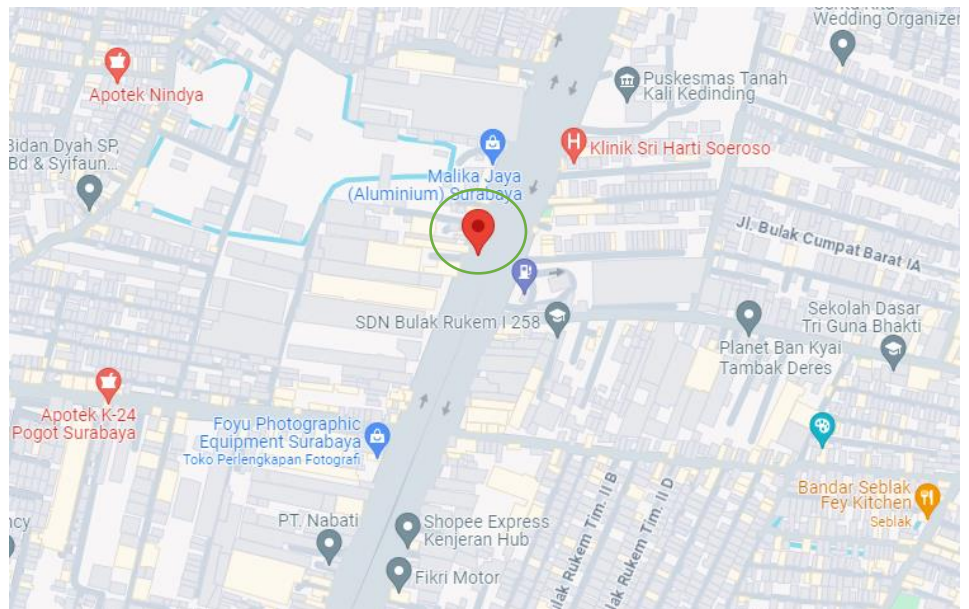 Wedding Organizer
Apotek Nindya
Puskesmas Tanah
Kali Kedinding
Bidan Dyah SP,
Bd & Syifaun...
Klinik Sri Harti Soeroso
Malika Jaya
(Aluminium) Surabaya
Jl. Bulak Cumpat Barat IA
SDN Bulak Rukem I 258
Sekolah Dasar
Tri Guna Bhakti
Planet Ban Kyai
Tambak Deres
Apotek K-24
Pogot Surabaya
Foyu Photographic
Equipment Surabaya
Toko Perlengkapan Fotografi
Bandar Seblak
Fey Kitchen
Seblak
PT. Nabati
Shopee Express
Kenjeran Hub
Fikri Motor
ulak Rukem Tim. II B
ulak Rukem Tim. II D
ncy